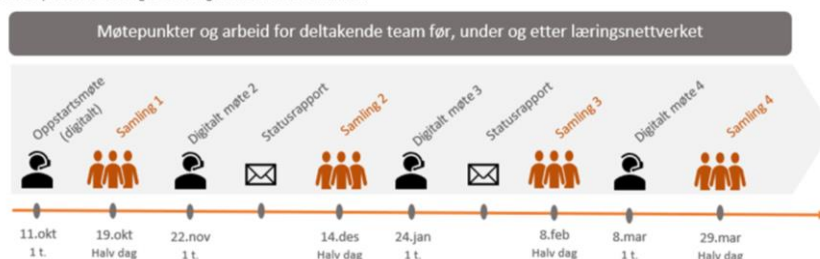 Møtepunkter og arbeid for deltakende team før, under og etter læringsnettverket
Oppstartsmøte
(digitalt)
Samling 1
Digitalt møte 2
Statusrapport
Samling 2
Digitalt møte 3
Statusrapport
Samling 3
Digitalt møte 4
Samling 4
11.okt
1 t.
19.okt
Halv dag
22.nov
1 t.
14.des
Halv dag
24.jan
1 t.
8.feb
Halv dag
8.mar
1 t.
29.mar
Halv dag